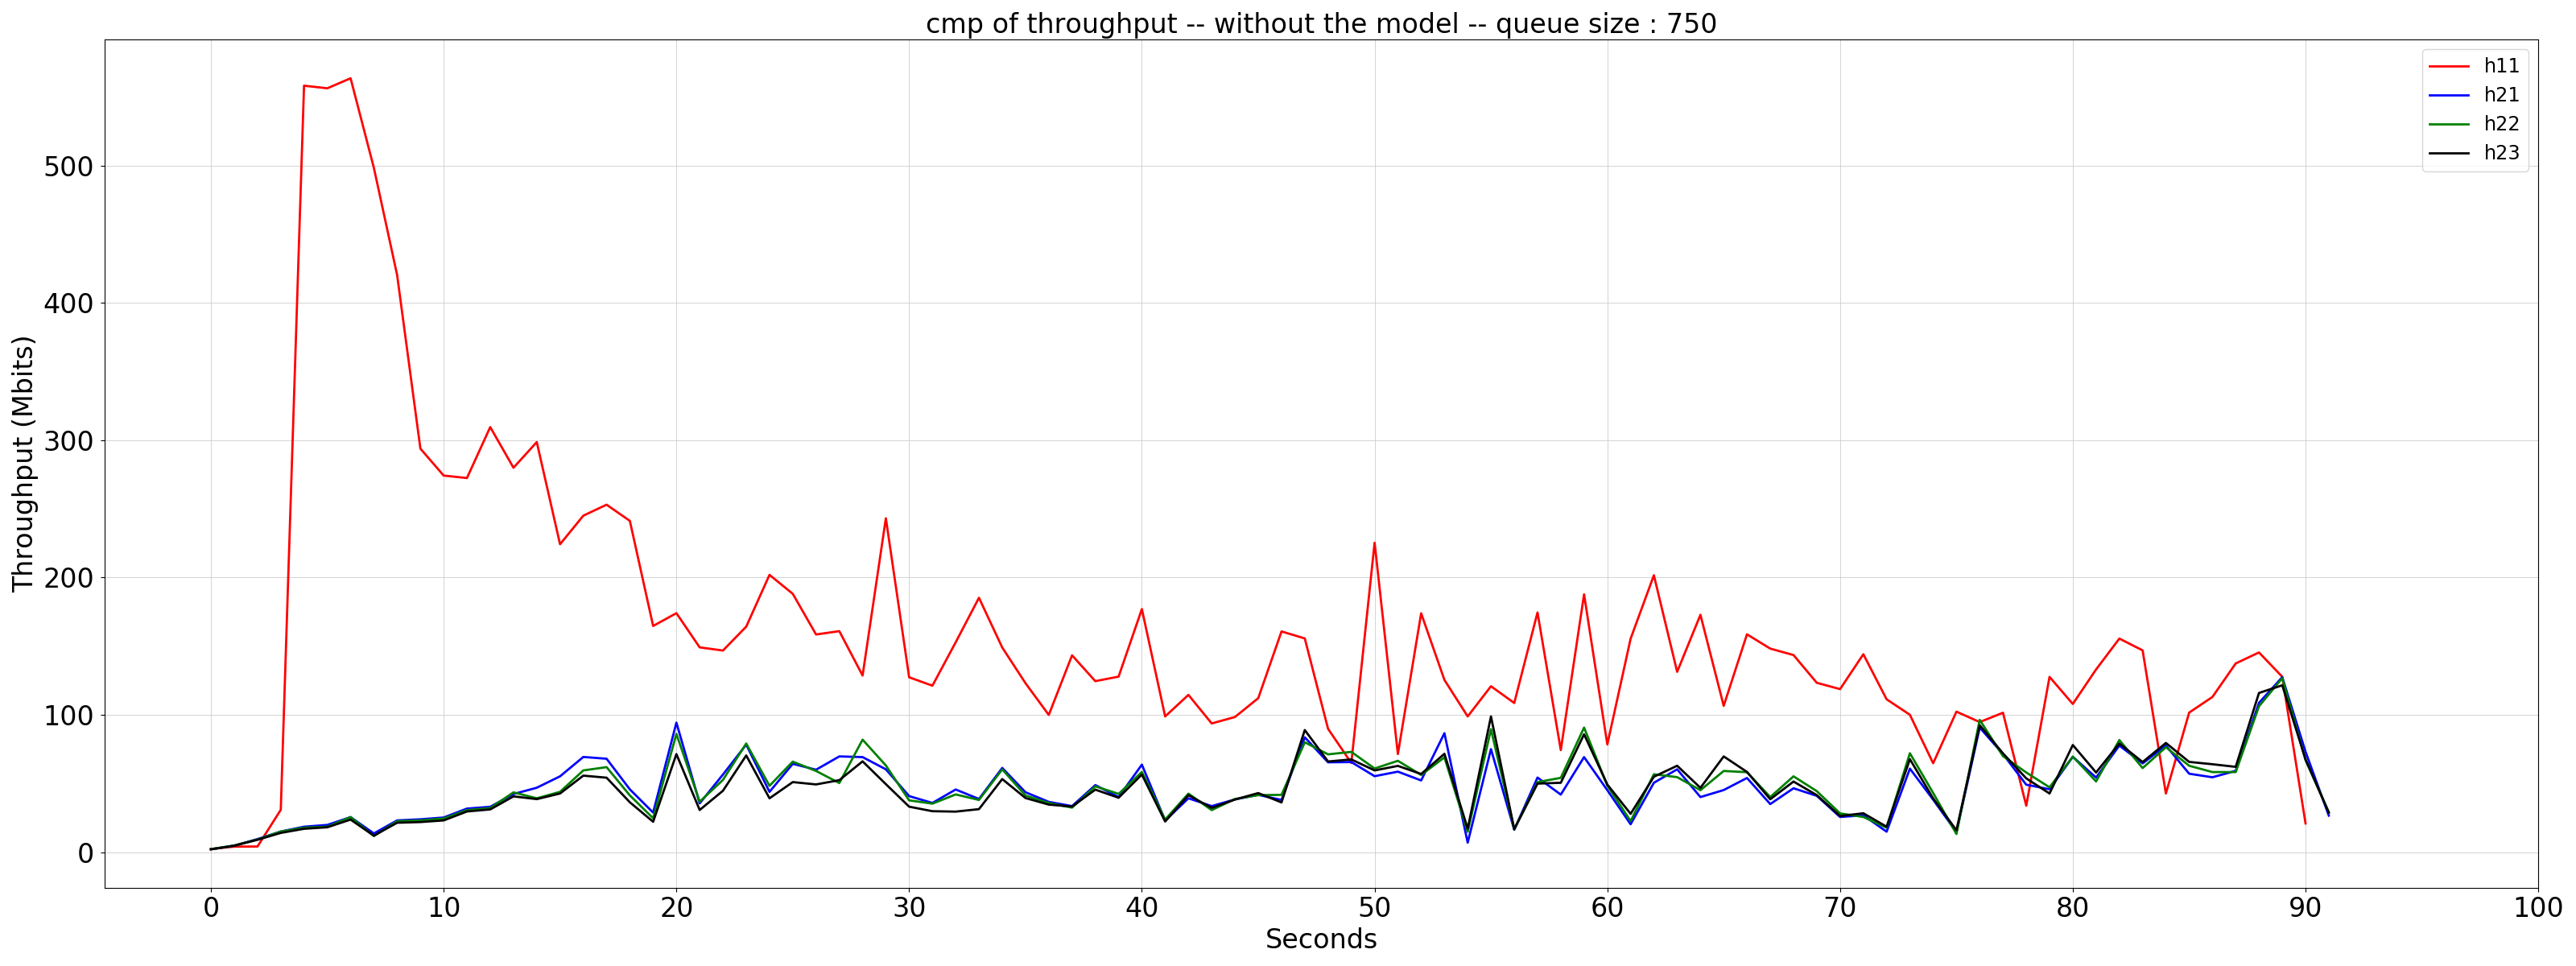 cmp of throughput -- without the model -- queue size : 750
h11
h21
h22
h23
Throughput (Mbits)
500
400
300
200
100
0
0 10 20 30 40 50 60 70 80 90 100
Seconds